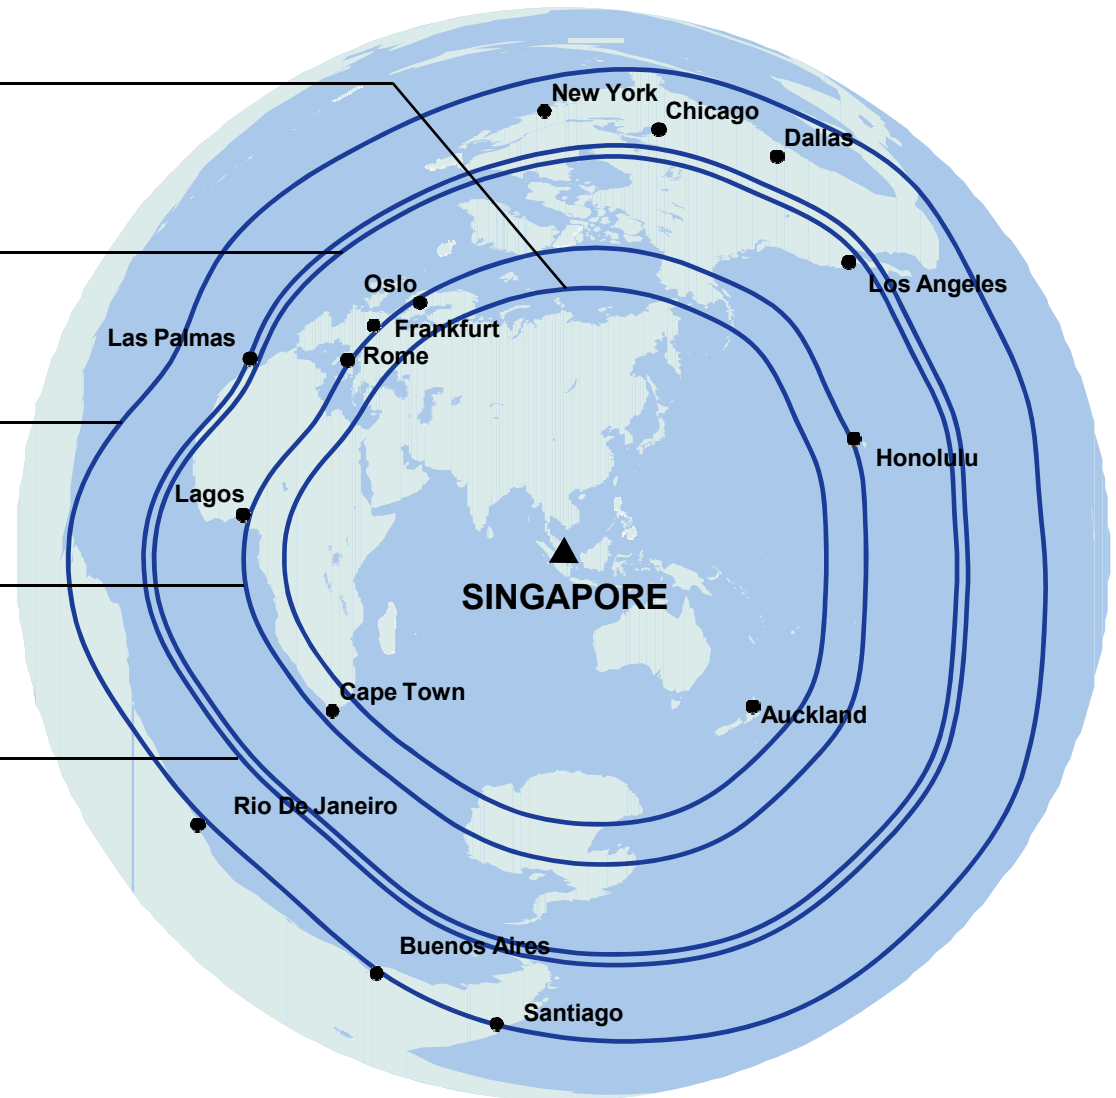 New York
Chicago
Dallas
Oslo
Los Angeles
Frankfurt
Las Palmas
Rome
Honolulu
Lagos
SINGAPORE
Cape Town
Auckland
Rio De Janeiro
Buenos Aires
Santiago